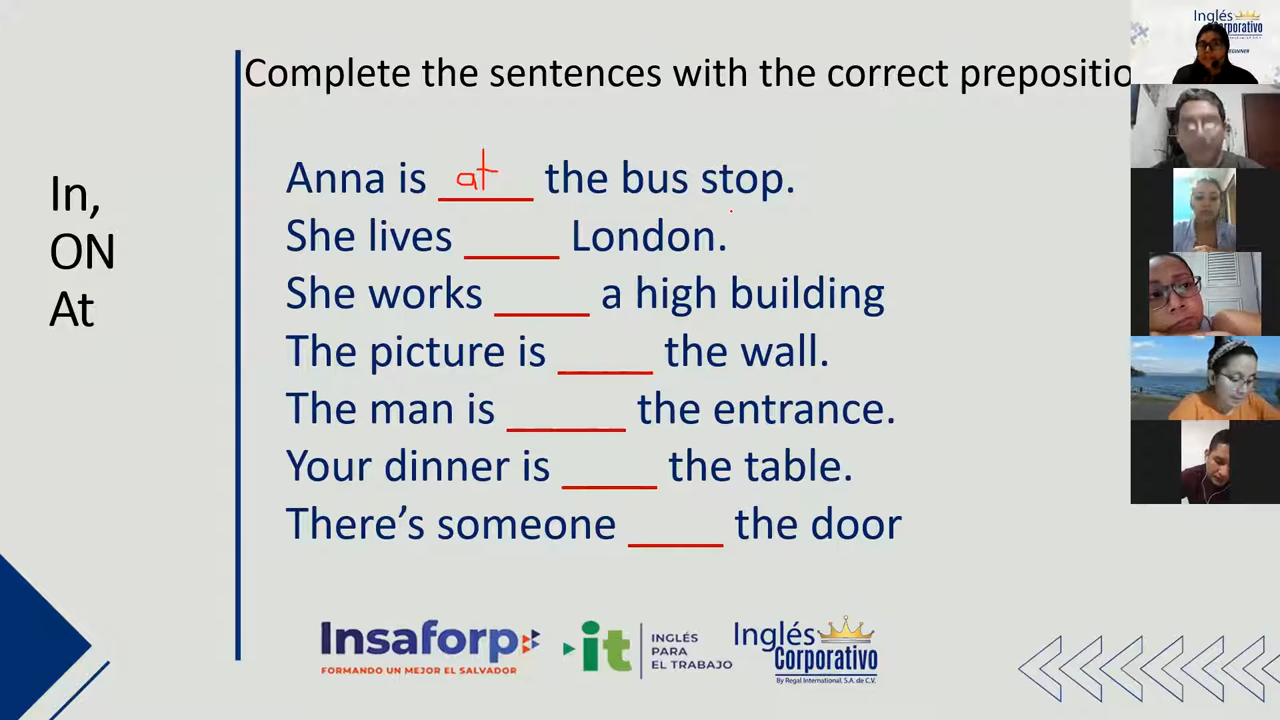 Complete the sentences with the correct prepositio
In,
ON
At
Anna is at the bus stop.
She lives _____ London.
She works _____ a high building
The picture is _____ the wall.
The man is ______ the entrance.
Your dinner is _____ the table.
There’s someone _____ the door
Insaforp
FORMANDO UN MEJOR EL SALVADOR
it
INGLÉS
PARA
EL TRABAJO
Inglés
Corporativo
By Regal International, S.A. de C.V.
Inglés
Corporativo